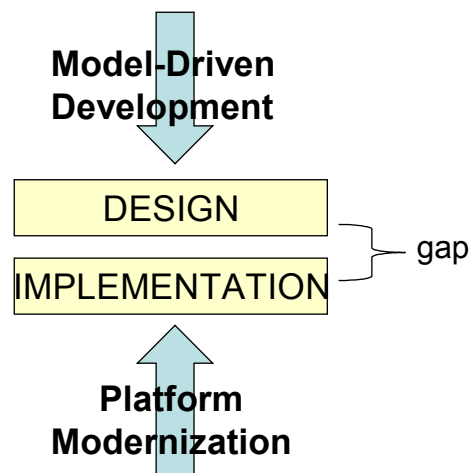 Model-Driven
Development
DESIGN
gap
IMPLEMENTATION
Platform
Modernization